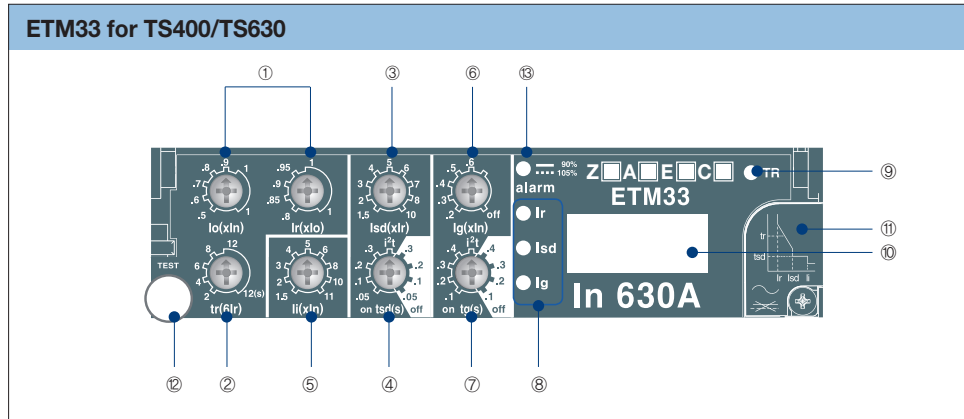 ETM33 for TS400/TS630
① ③ ⑥ ⑬
.5 .6 .7 .8 .9 1 1
Io(xIn)
.8 .85 .9 .95 1 1
Ir(xIo)
1.5 2 3 4 5 6 7 8 10
Isd(xIr)
.2 .3 .4 .5 .6 off
Ig(xIn)
alarm
90%
105%
Z A E C
TR
⑨
ETM33
Ir
Isd
Ig
In 630A
tr
tsd
Ir Isd Ii
⑪
⑩
TEST
2 4 6 8 12 12(s)
tr(6Ir)
1.5 2 3 4 5 6 8 10 11
Ii(xIn)
I²t
.05 .1 .2 .3 .3 .2 .1 .05
on tsd(s) off
I²t
.1 .2 .3 .4 .4 .3 .2 .1
on tg(s) off
⑫ ② ⑤ ④ ⑦ ⑧